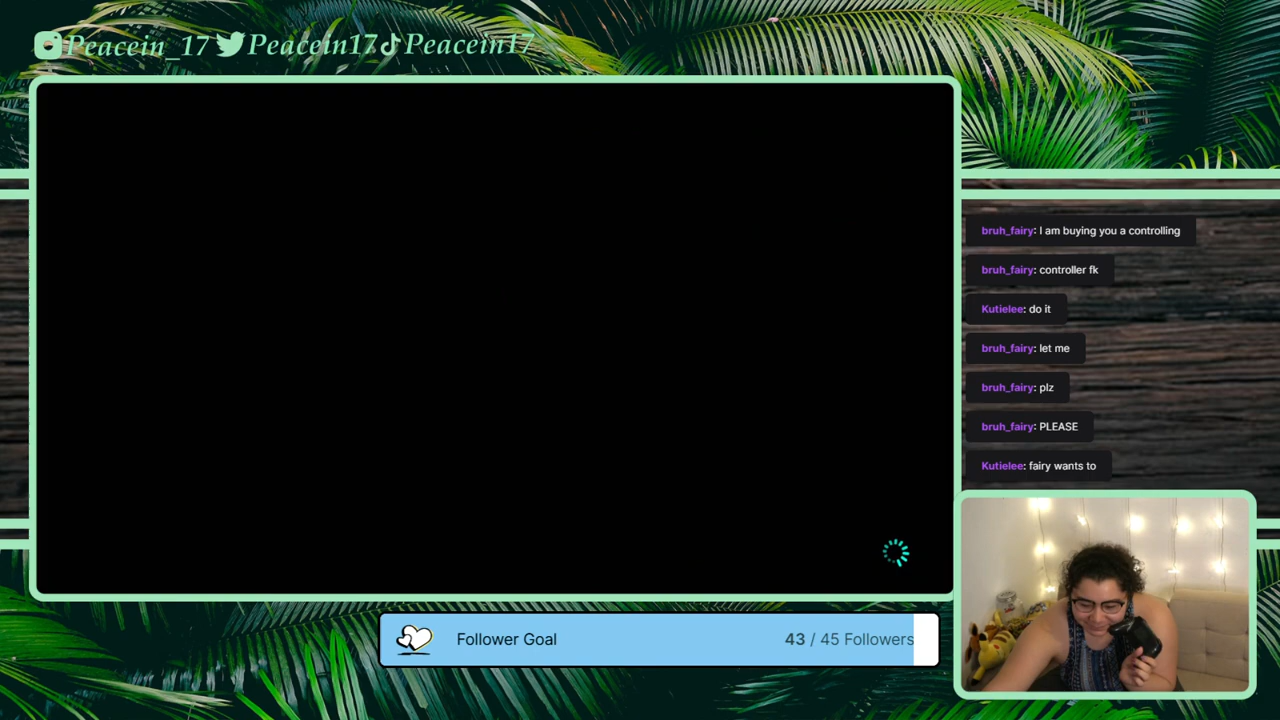 Peacein_17 Peacein17 Peacein17
bruh_fairy: I am buying you a controlling
bruh_fairy: controller fk
Kutielee: do it
bruh_fairy: let me
bruh_fairy: plz
bruh_fairy: PLEASE
Kutielee: fairy wants to
Follower Goal 43 / 45 Followers